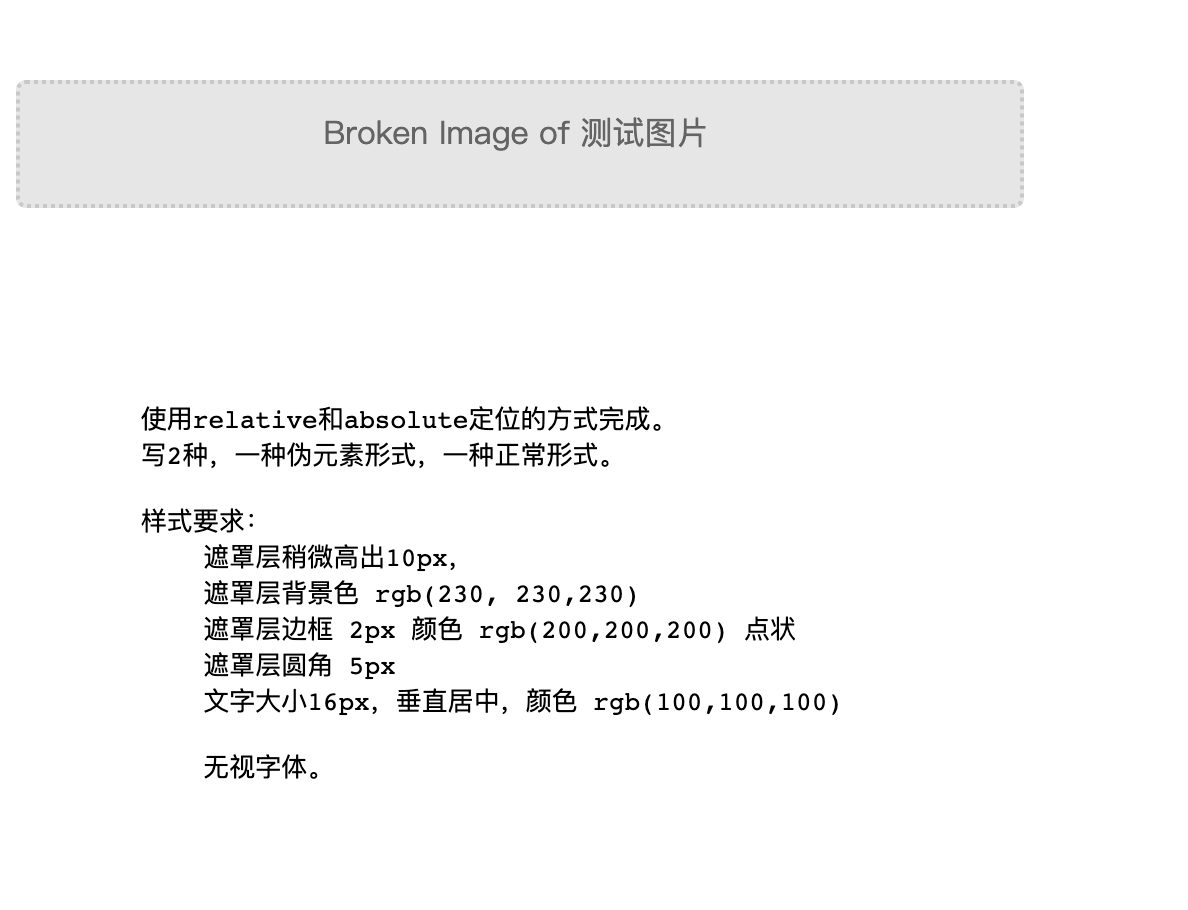 Broken Image of 测试图片
使用relative和absolute定位的方式完成。
写2种，一种伪元素形式，一种正常形式。
样式要求：
遮罩层稍微高出10px，
遮罩层背景色 rgb(230, 230,230)
遮罩层边框 2px 颜色 rgb(200,200,200) 点状
遮罩层圆角 5px
文字大小16px，垂直居中，颜色 rgb(100,100,100)
无视字体。